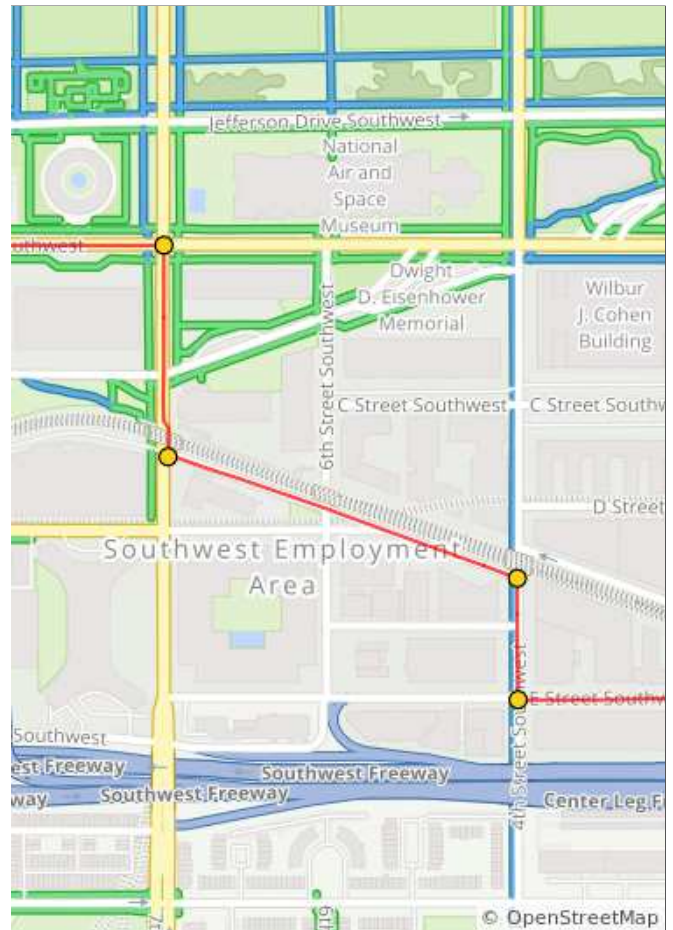 Jefferson Drive Southwest
National
Air and
Space
Museum
uthwest
Dwight
D. Eisenhower
Memorial
Wilbur
J. Cohen
Building
6th Street Southwest
C Street Southwest
C Street Southw
D Street
Southwest Employment
Area
E Street Southw
4th Street Southwest
Southwest
est Freeway
Southwest Freeway
way
Southwest Freeway
Center Leg F
6th
© OpenStreetMap